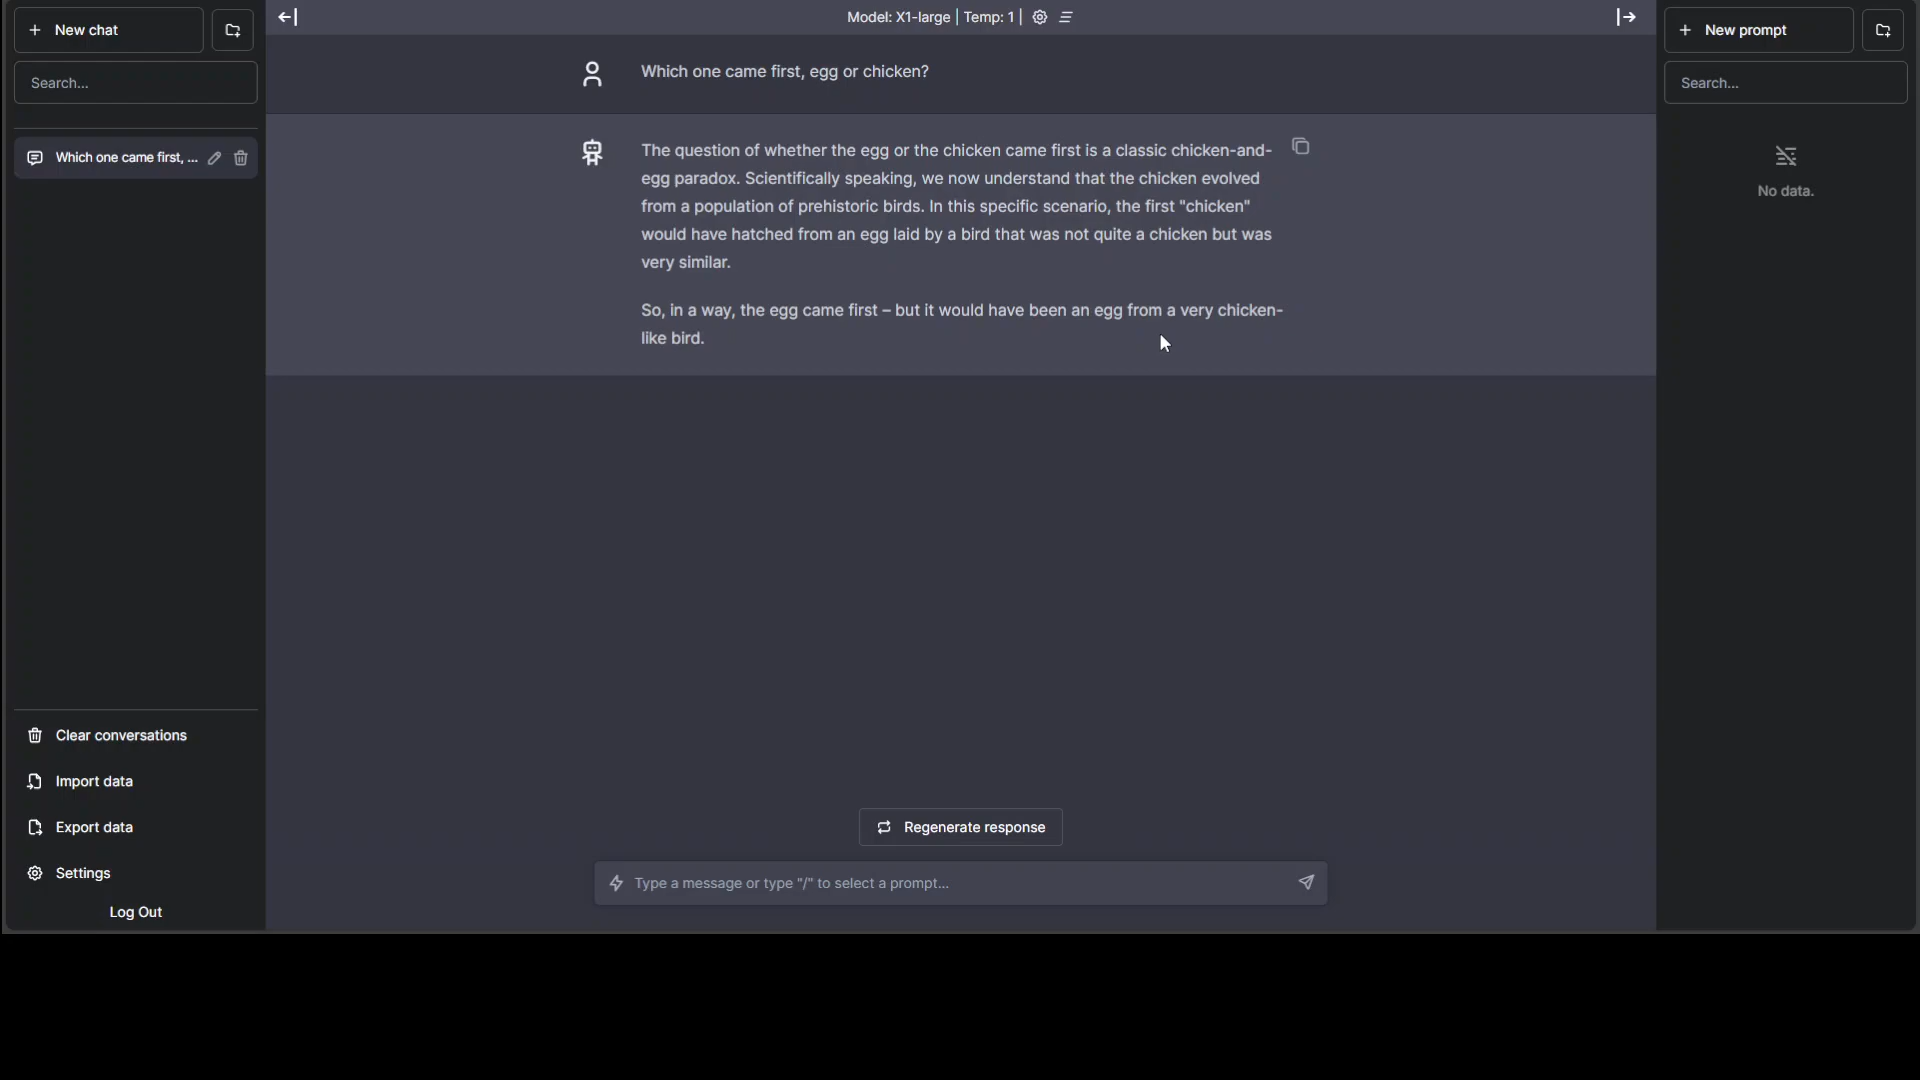 New chat
Search...
Which one came first, ...
Clear conversations
Import data
Export data
Settings
Log Out
Model: X1-large | Temp: 1 |
Which one came first, egg or chicken?
The question of whether the egg or the chicken came first is a classic chicken-and-
egg paradox. Scientifically speaking, we now understand that the chicken evolved
from a population of prehistoric birds. In this specific scenario, the first "chicken"
would have hatched from an egg laid by a bird that was not quite a chicken but was
very similar.
So, in a way, the egg came first – but it would have been an egg from a very chicken-
like bird.
Regenerate response
Type a message or type "/" to select a prompt...
New prompt
Search...
No data.